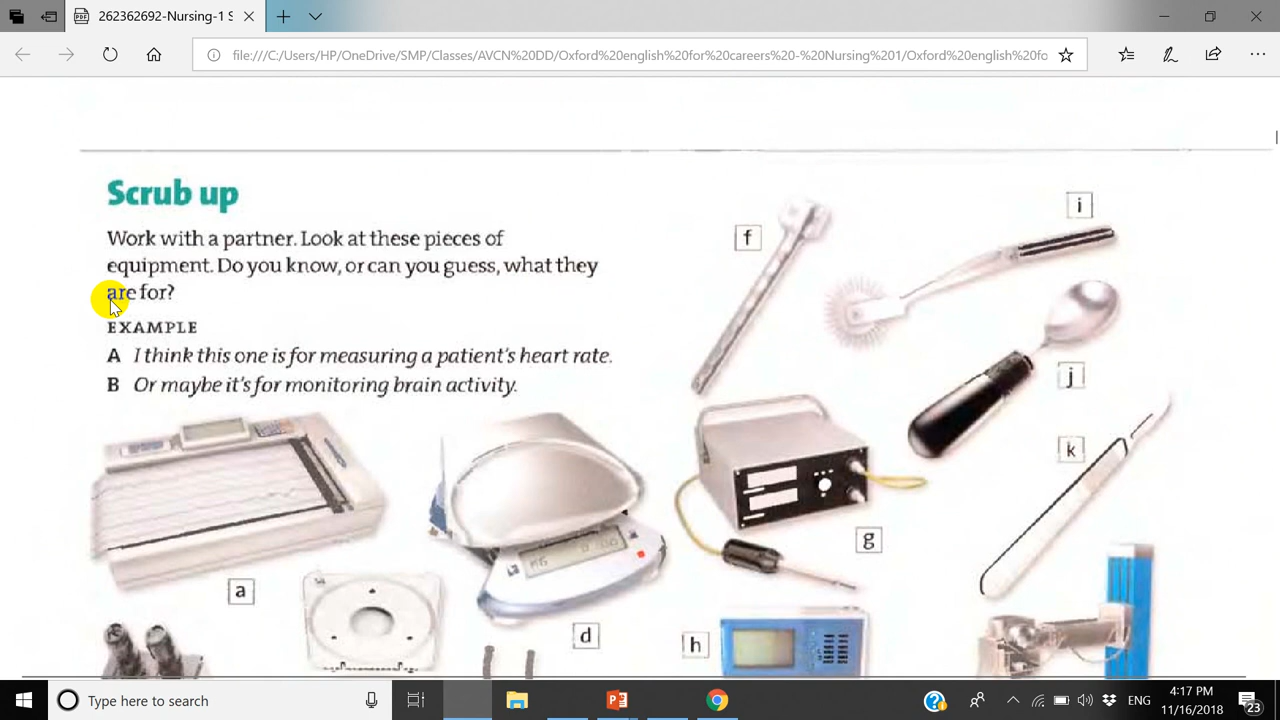 262362692-Nursing-1 S
file:///C:/Users/HP/OneDrive/SMP/Classes/AVCN%20DD/Oxford%20english%20for%20careers%20-%20Nursing%201/Oxford%20english%20fo
Scrub up
Work with a partner. Look at these pieces of
equipment. Do you know, or can you guess, what they
are for?
EXAMPLE
A I think this one is for measuring a patient's heart rate.
B Or maybe it's for monitoring brain activity.
f
i
j
k
g
a
d
h
Type here to search
ENG
4:17 PM
11/16/2018
23